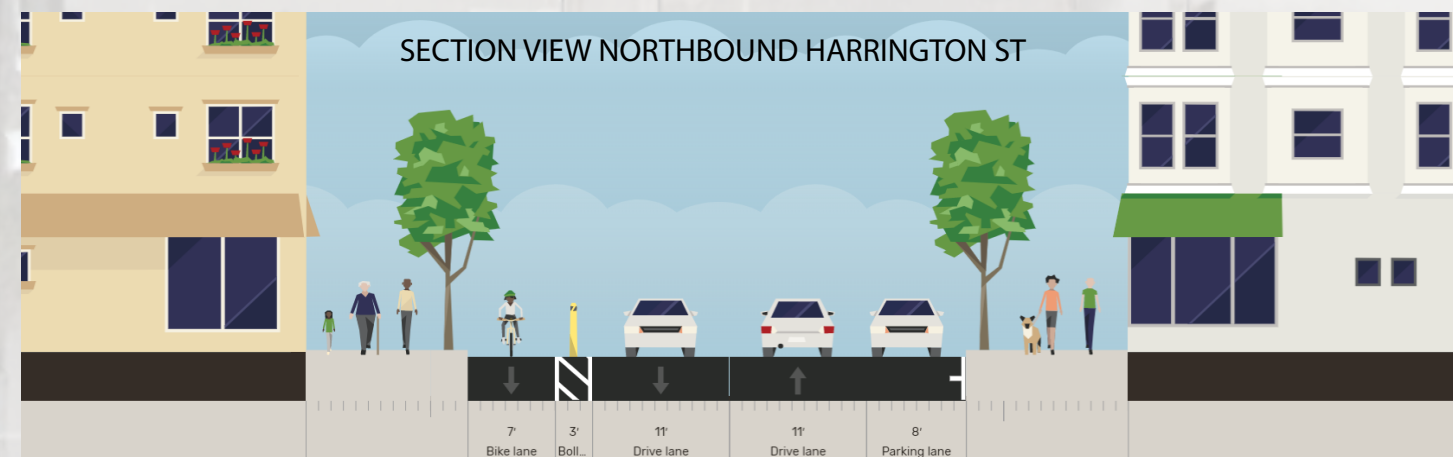 SECTION VIEW NORTHBOUND HARRINGTON ST
7' 3' 11' 11' 8'
Bike lane Boll... Drive lane Drive lane Parking lane